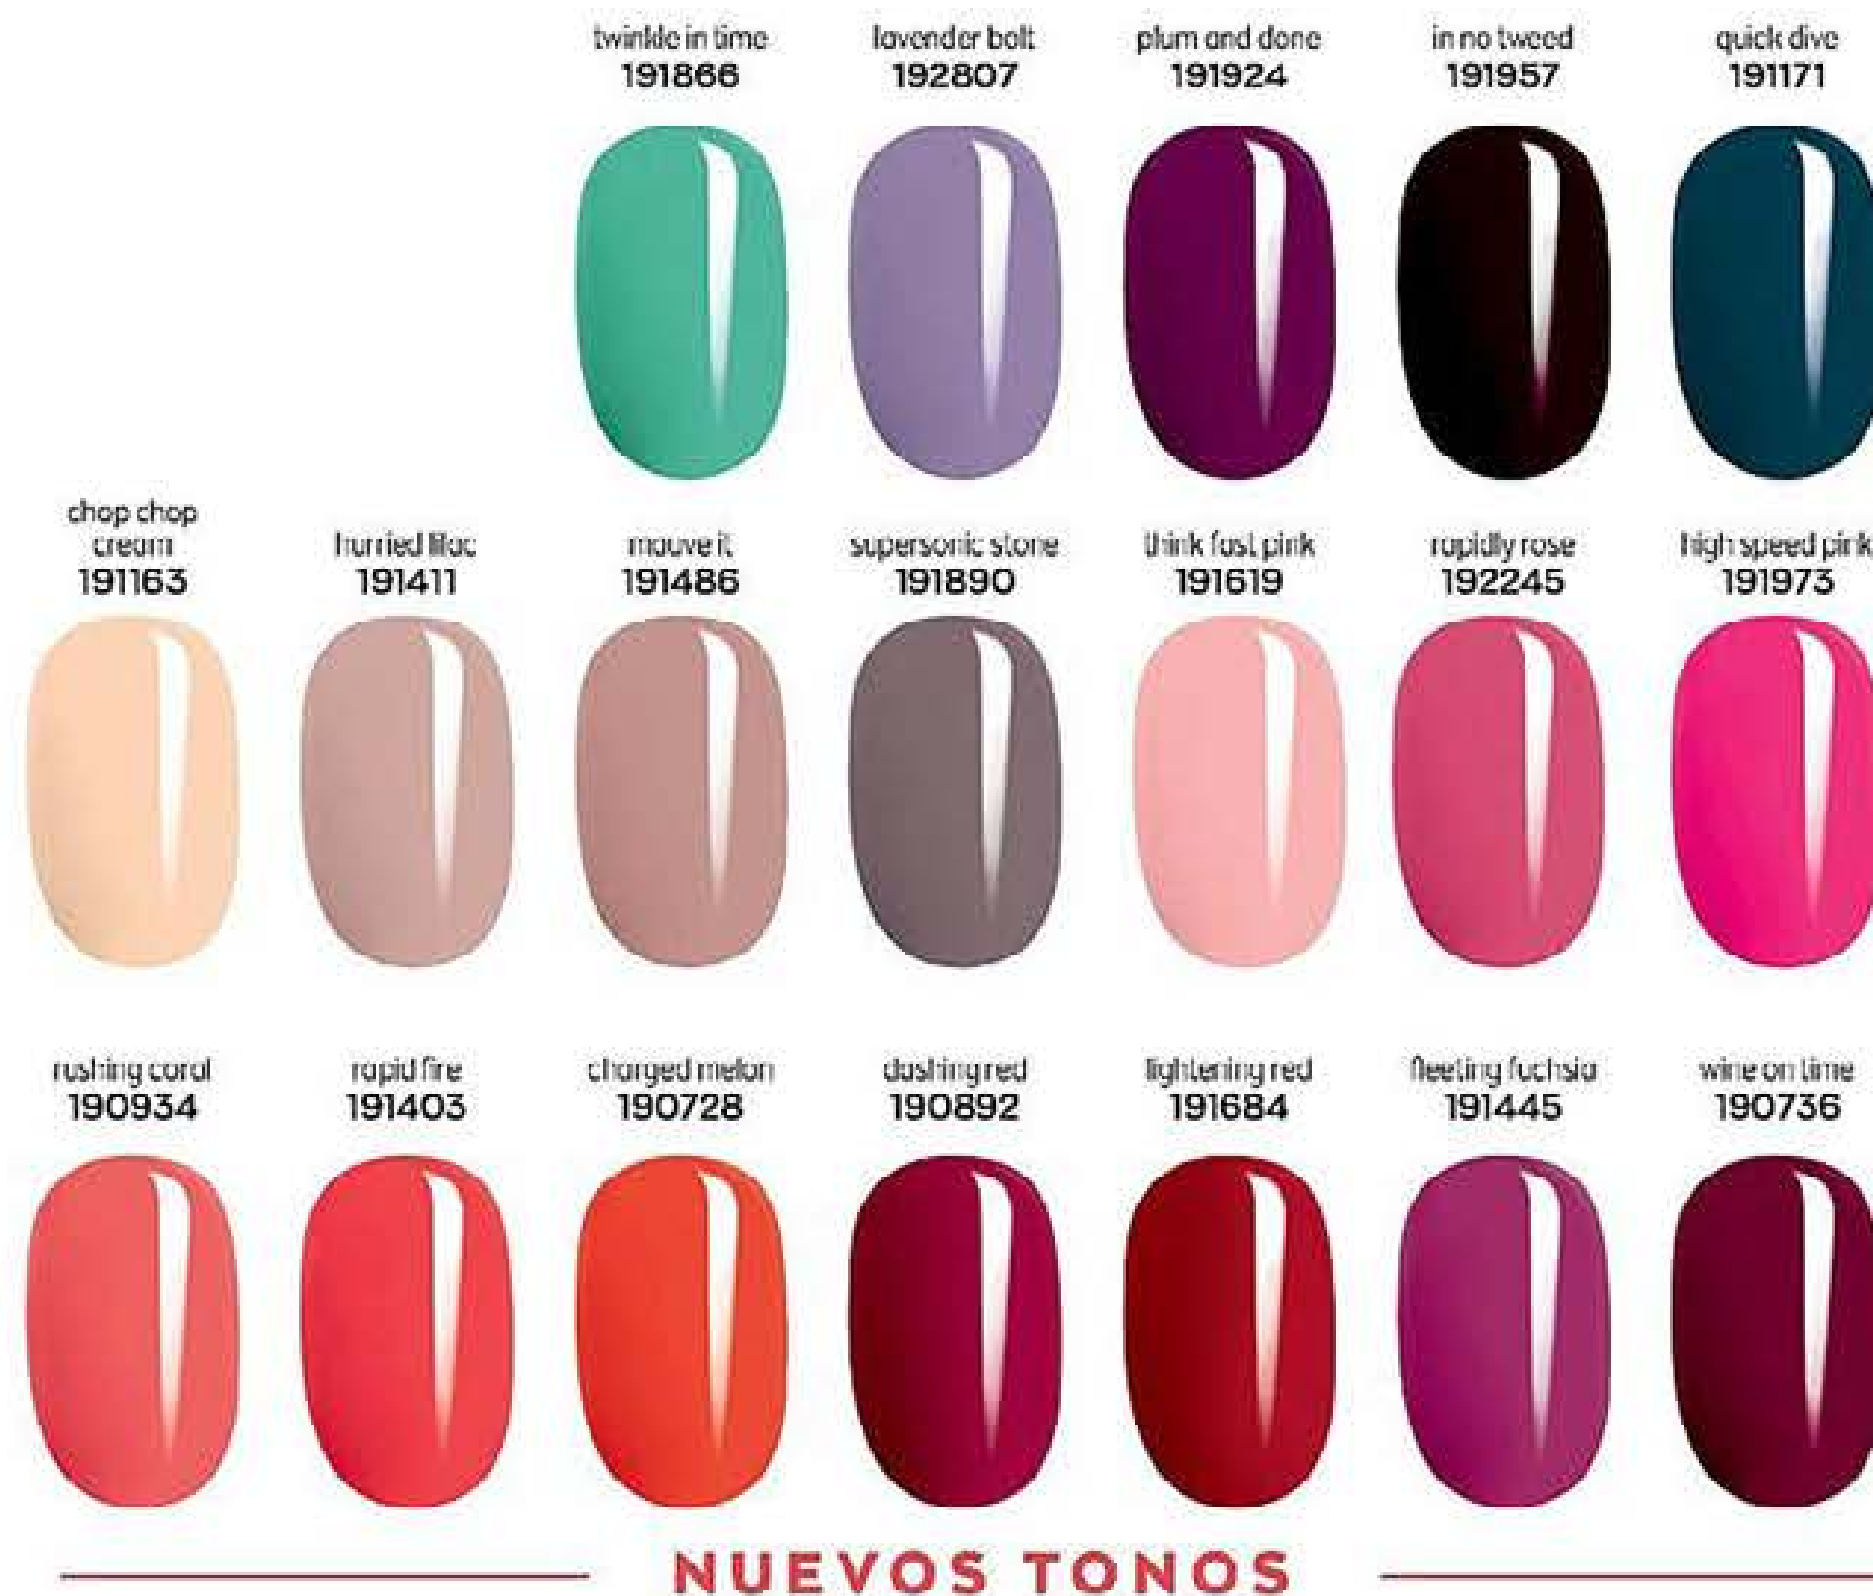 twinkle in time
191866
lavender bolt
192807
plum and done
191924
in no tweed
191957
quick dive
191171
chop chop
cream
191163
hurried lilac
191411
mauve it
191486
supersonic stone
191890
think fast pink
191619
rapidly rose
192245
high speed pink
191973
rushing coral
190934
rapid fire
191403
charged melon
190728
dashing red
190892
lightening red
191684
fleeting fuchsia
191445
wine on time
190736
NUEVOS TONOS